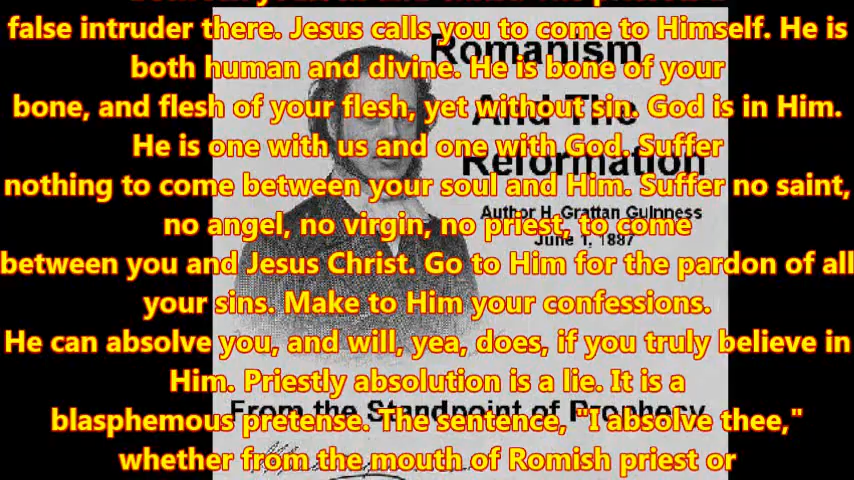 false intruder there. Jesus calls you to come to Himself. He is
both human and divine. He is bone of your
bone, and flesh of your flesh, yet without sin. God is in Him.
He is one with us and one with God. Suffer
nothing to come between your soul and Him. Suffer no saint,
no angel, no virgin, no priest, to come
between you and Jesus Christ. Go to Him for the pardon of all
your sins. Make to Him your confessions.
He can absolve you, and will, yea, does, if you truly believe in
Him. Priestly absolution is a lie. It is a
blasphemous pretense. The sentence, "I absolve thee,"
whether from the mouth of Romish priest or
Romanism
And The
Reformation
Author H. Grattan Guinness
June 1, 1887
From the Standpoint of Prophecy